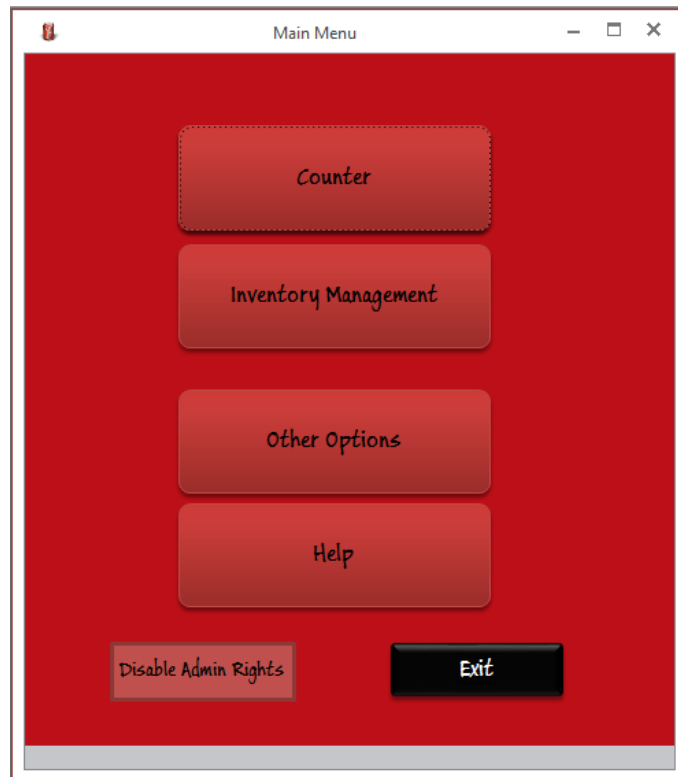 Main Menu
Counter
Inventory Management
Other Options
Help
Disable Admin Rights
Exit